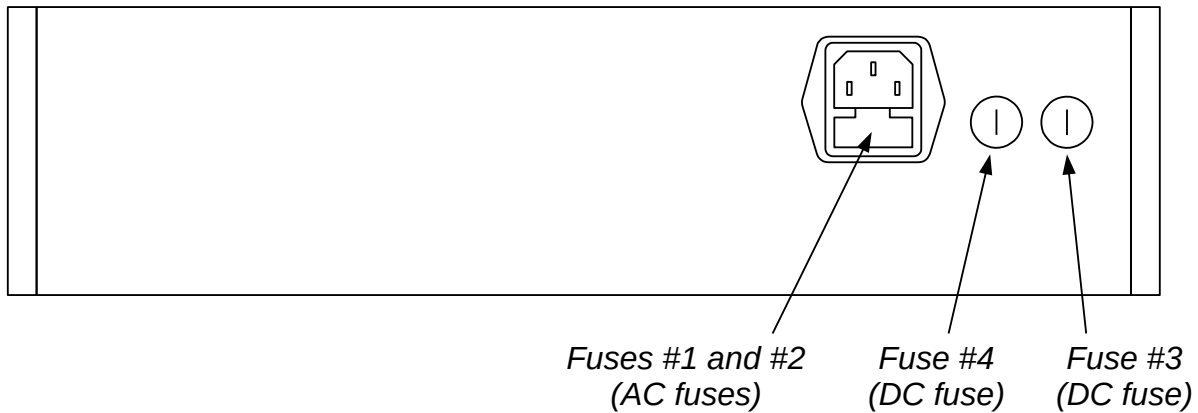 Fuses #1 and #2
(AC fuses)
Fuse #4
(DC fuse)
Fuse #3
(DC fuse)